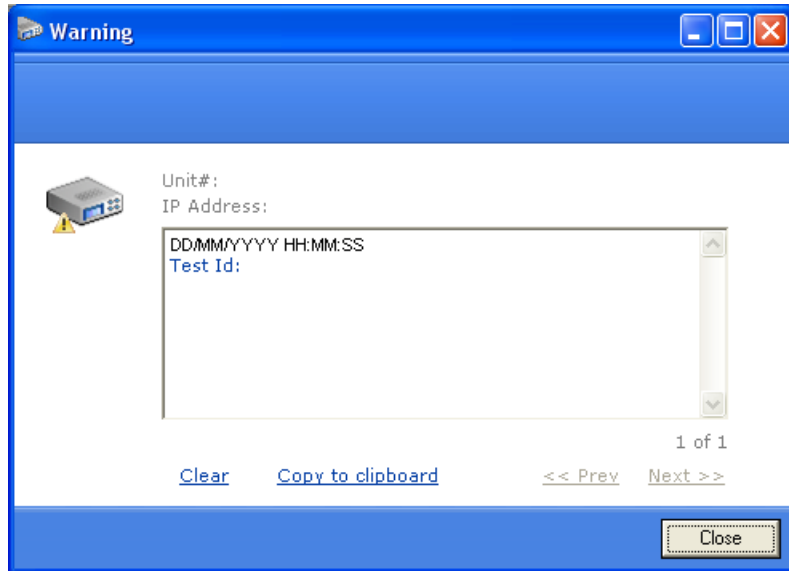 Warning
Unit#:
IP Address:
DD/MM/YYYY HH:MM:SS
Test Id:
1 of 1
Clear Copy to clipboard << Prev Next >>
Close